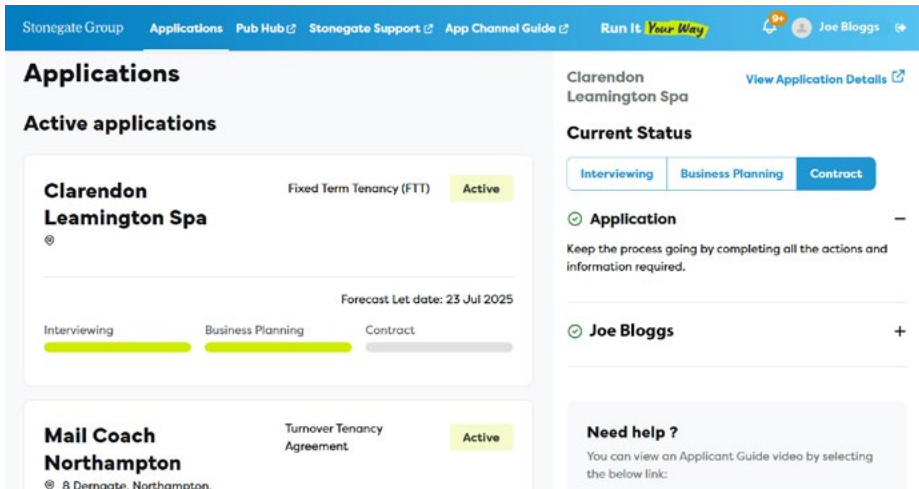 Stonegate Group Applications Pub Hub Stonegate Support App Channel Guide Run It Your Way 9+ Joe Bloggs
Applications
Active applications
Clarendon
Leamington Spa
Fixed Term Tenancy (FTT)
Active
Forecast Let date: 23 Jul 2025
Interviewing Business Planning Contract
Mail Coach
Northampton
Turnover Tenancy
Agreement
Active
8 Derngate, Northampton,
Clarendon
Leamington Spa
View Application Details
Current Status
Interviewing Business Planning Contract
Application
Keep the process going by completing all the actions and
information required.
Joe Bloggs
Need help ?
You can view an Applicant Guide video by selecting
the below link: